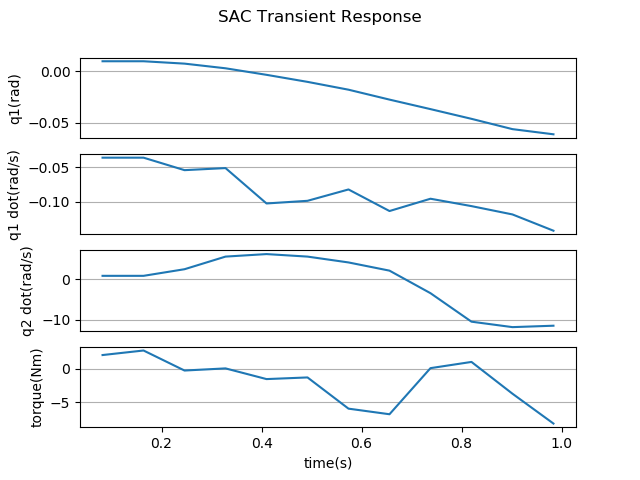 SAC Transient Response
q1(rad)
0.00
−0.05
q1 dot(rad/s)
−0.05
−0.10
q2 dot(rad/s)
0
−10
torque(Nm)
0
−5
0.2 0.4 0.6 0.8 1.0
time(s)